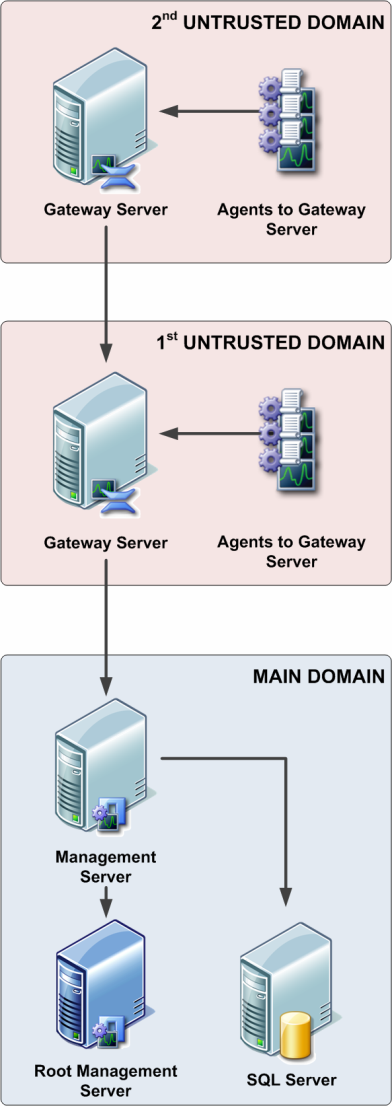 2nd UNTRUSTED DOMAIN
Gateway Server
Agents to Gateway
Server
1st UNTRUSTED DOMAIN
Gateway Server
Agents to Gateway
Server
MAIN DOMAIN
Management
Server
Root Management
Server
SQL Server